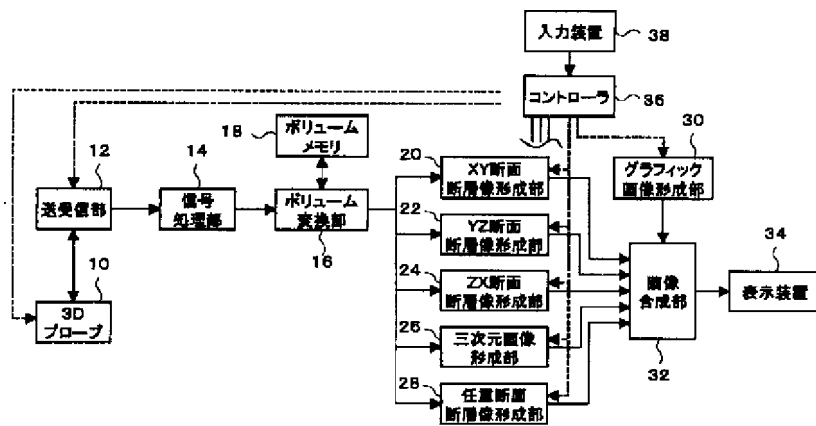 入力装置
38
コントローラ
36
18
ボリューム
メモリ
12
14
20
XY断面
断層像形成部
30
グラフィック
画像形成部
送受信部
信号
処理部
ボリューム
変換部
16
22
YZ断面
断層像形成部
34
10
24
ZX断面
断層像形成部
画像
合成部
表示装置
3D
プローブ
26
三次元画像
形成部
32
28
任意断面
断層像形成部